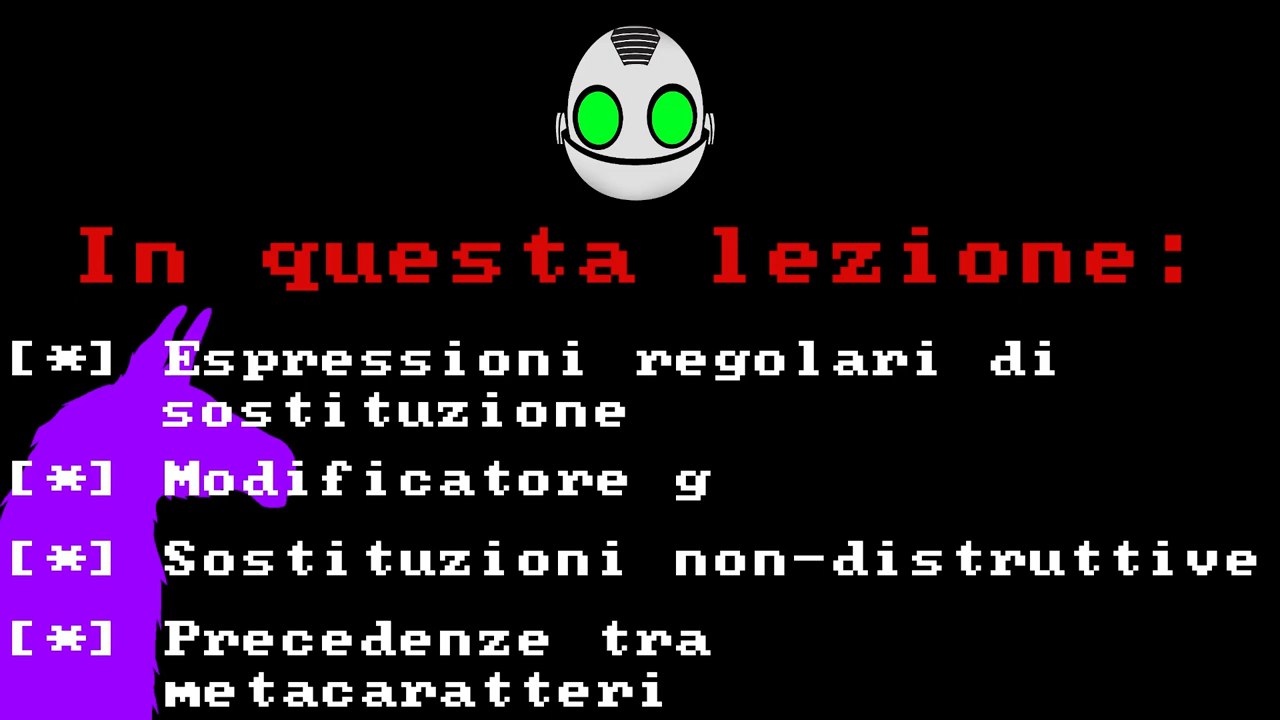 In questa lezione:
[*] Espressioni regolari di
sostituzione
[*] Modificatore g
[*] Sostituzioni non-distruttive
[*] Precedenze tra
metacaratteri